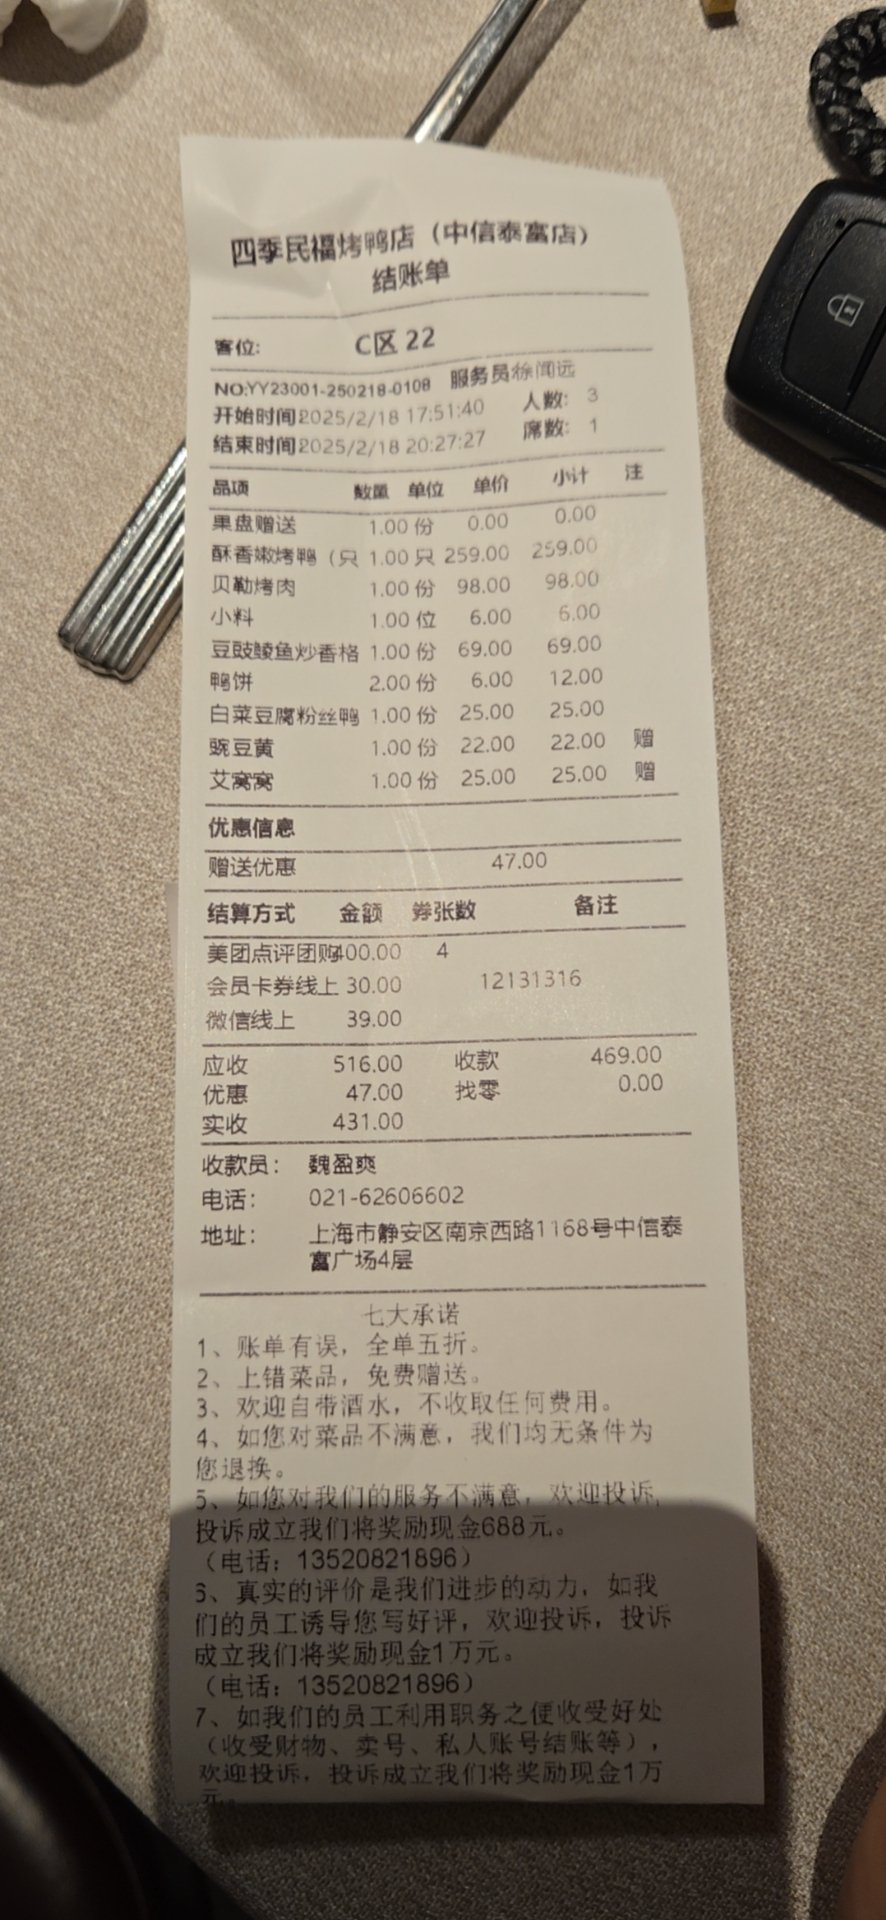 四季民福烤鸭店（中信泰富店）
结账单
客位: C区 22
NO:YY23001-250218-0108 服务员徐闻远
开始时间2025/2/18 17:51:40 人数: 3
结束时间2025/2/18 20:27:27 席数: 1
品项 数量 单位 单价 小计 注
果盘赠送 1.00 份 0.00 0.00
酥香嫩烤鸭（只 1.00 只 259.00 259.00
贝勒烤肉 1.00 份 98.00 98.00
小料 1.00 位 6.00 6.00
豆豉鲮鱼炒香格 1.00 份 69.00 69.00
鸭饼 2.00 份 6.00 12.00
白菜豆腐粉丝鸭 1.00 份 25.00 25.00
豌豆黄 1.00 份 22.00 22.00 赠
艾窝窝 1.00 份 25.00 25.00 赠
优惠信息
赠送优惠 47.00
结算方式 金额 券张数 备注
美团点评团购400.00 4
会员卡券线上 30.00 12131316
微信线上 39.00
应收 516.00 收款 469.00
优惠 47.00 找零 0.00
实收 431.00
收款员: 魏盈爽
电话: 021-62606602
地址: 上海市静安区南京西路1168号中信泰
富广场4层
七大承诺
1、账单有误，全单五折。
2、上错菜品，免费赠送。
3、欢迎自带酒水，不收取任何费用。
4、如您对菜品不满意，我们均无条件为
您退换。
5、如您对我们的服务不满意，欢迎投诉，
投诉成立我们将奖励现金688元。
（电话：13520821896）
6、真实的评价是我们进步的动力，如我
们的员工诱导您写好评，欢迎投诉，投诉
成立我们将奖励现金1万元。
（电话：13520821896）
7、如我们的员工利用职务之便收受好处
（收受财物、卖号、私人账号结账等），
欢迎投诉，投诉成立我们将奖励现金1万
元。